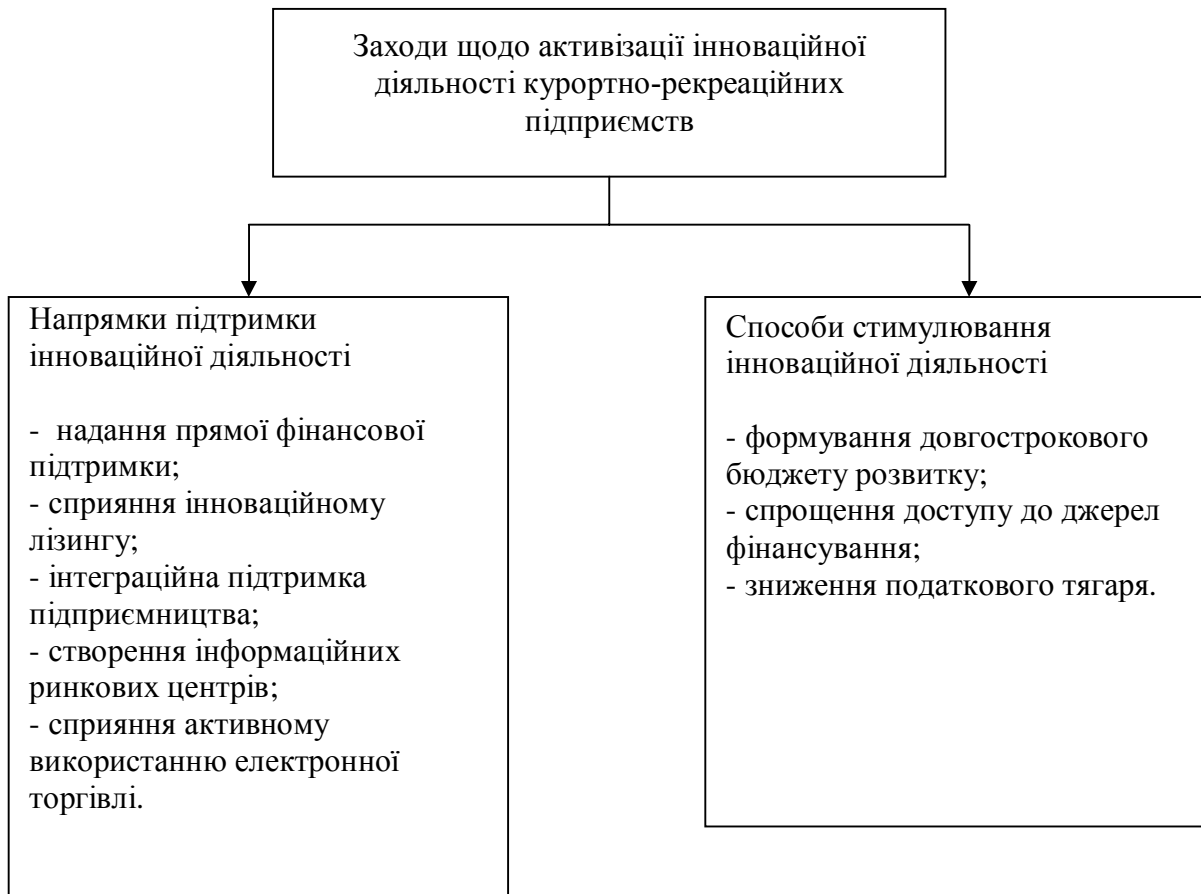 Заходи щодо активізації інноваційної
діяльності курортно-рекреаційних
підприємств
Напрямки підтримки
інноваційної діяльності
- надання прямої фінансової
підтримки;
- сприяння інноваційному
лізингу;
- інтеграційна підтримка
підприємництва;
- створення інформаційних
ринкових центрів;
- сприяння активному
використанню електронної
торгівлі.
Способи стимулювання
інноваційної діяльності
- формування довгострокового
бюджету розвитку;
- спрощення доступу до джерел
фінансування;
- зниження податкового тягаря.